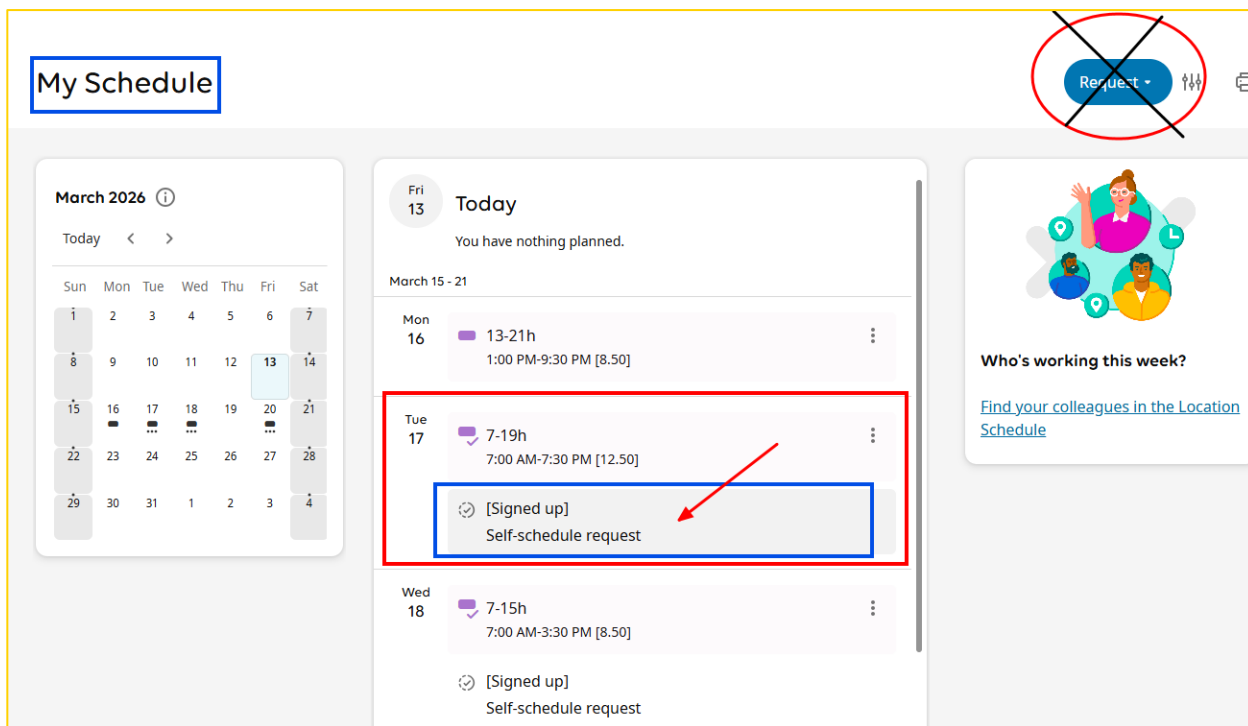 My Schedule
Request
March 2026
Today
Sun Mon Tue Wed Thu Fri Sat
1 2 3 4 5 6 7
8 9 10 11 12 13 14
15 16 17 18 19 20 21
22 23 24 25 26 27 28
29 30 31 1 2 3 4
Fri
13
Today
You have nothing planned.
March 15 - 21
Mon
16
13-21h
1:00 PM-9:30 PM [8.50]
Tue
17
7-19h
7:00 AM-7:30 PM [12.50]
[Signed up]
Self-schedule request
Wed
18
7-15h
7:00 AM-3:30 PM [8.50]
[Signed up]
Self-schedule request
Who's working this week?
Find your colleagues in the Location
Schedule